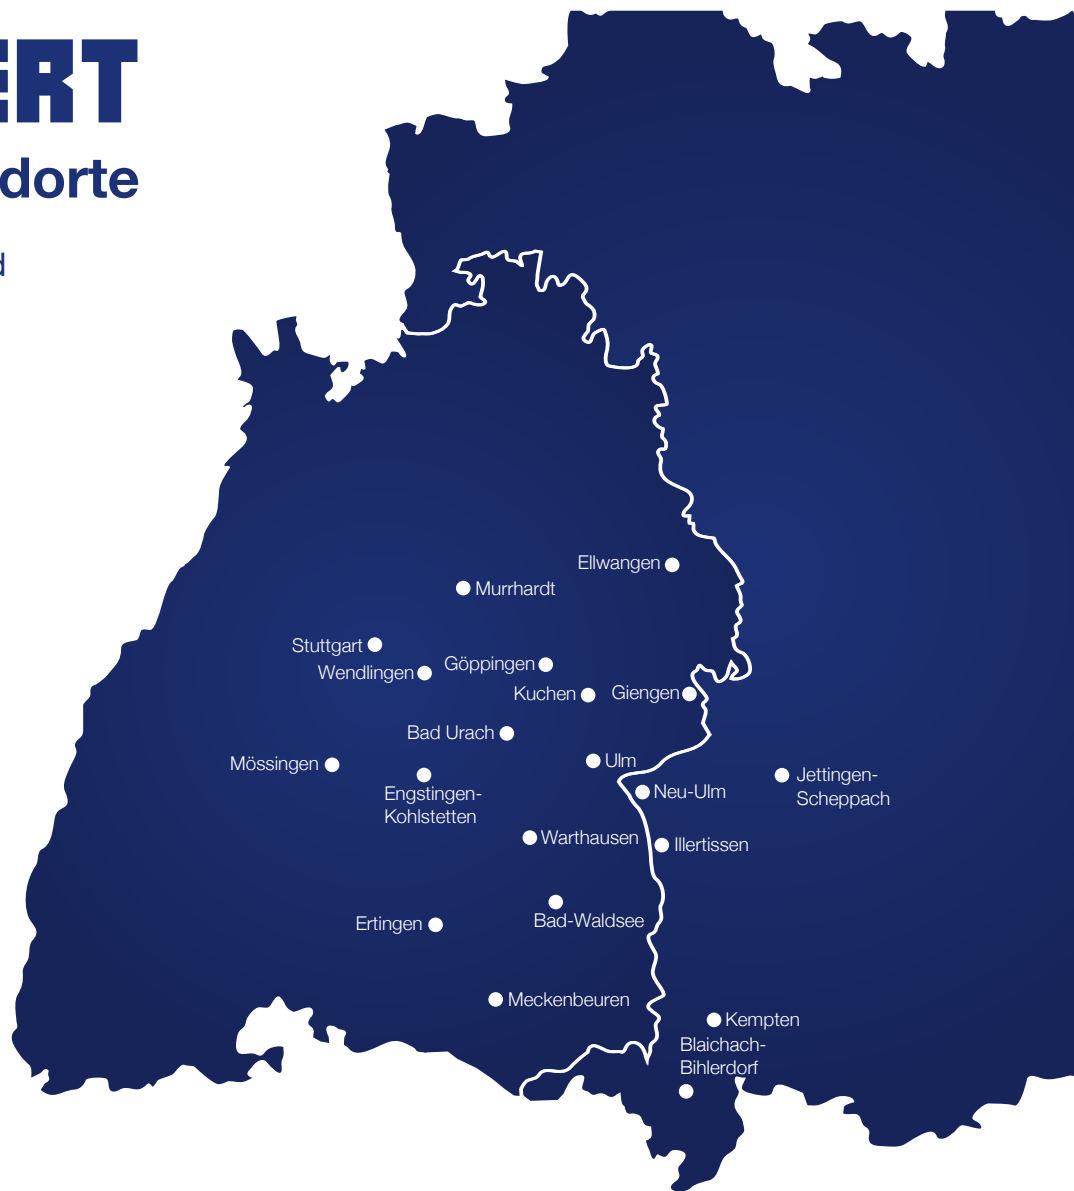 ERT
dorte
d
Ellwangen
Murrhardt
Stuttgart
Wendlingen
Göppingen
Kuchen
Giengen
Bad Urach
Mössingen
Ulm
Engstingen-
Kohlstetten
Neu-Ulm
Jettingen-
Scheppach
Warthausen
Illertissen
Ertingen
Bad-Waldsee
Meckenbeuren
Kempten
Blaichach-
Bihlerdorf